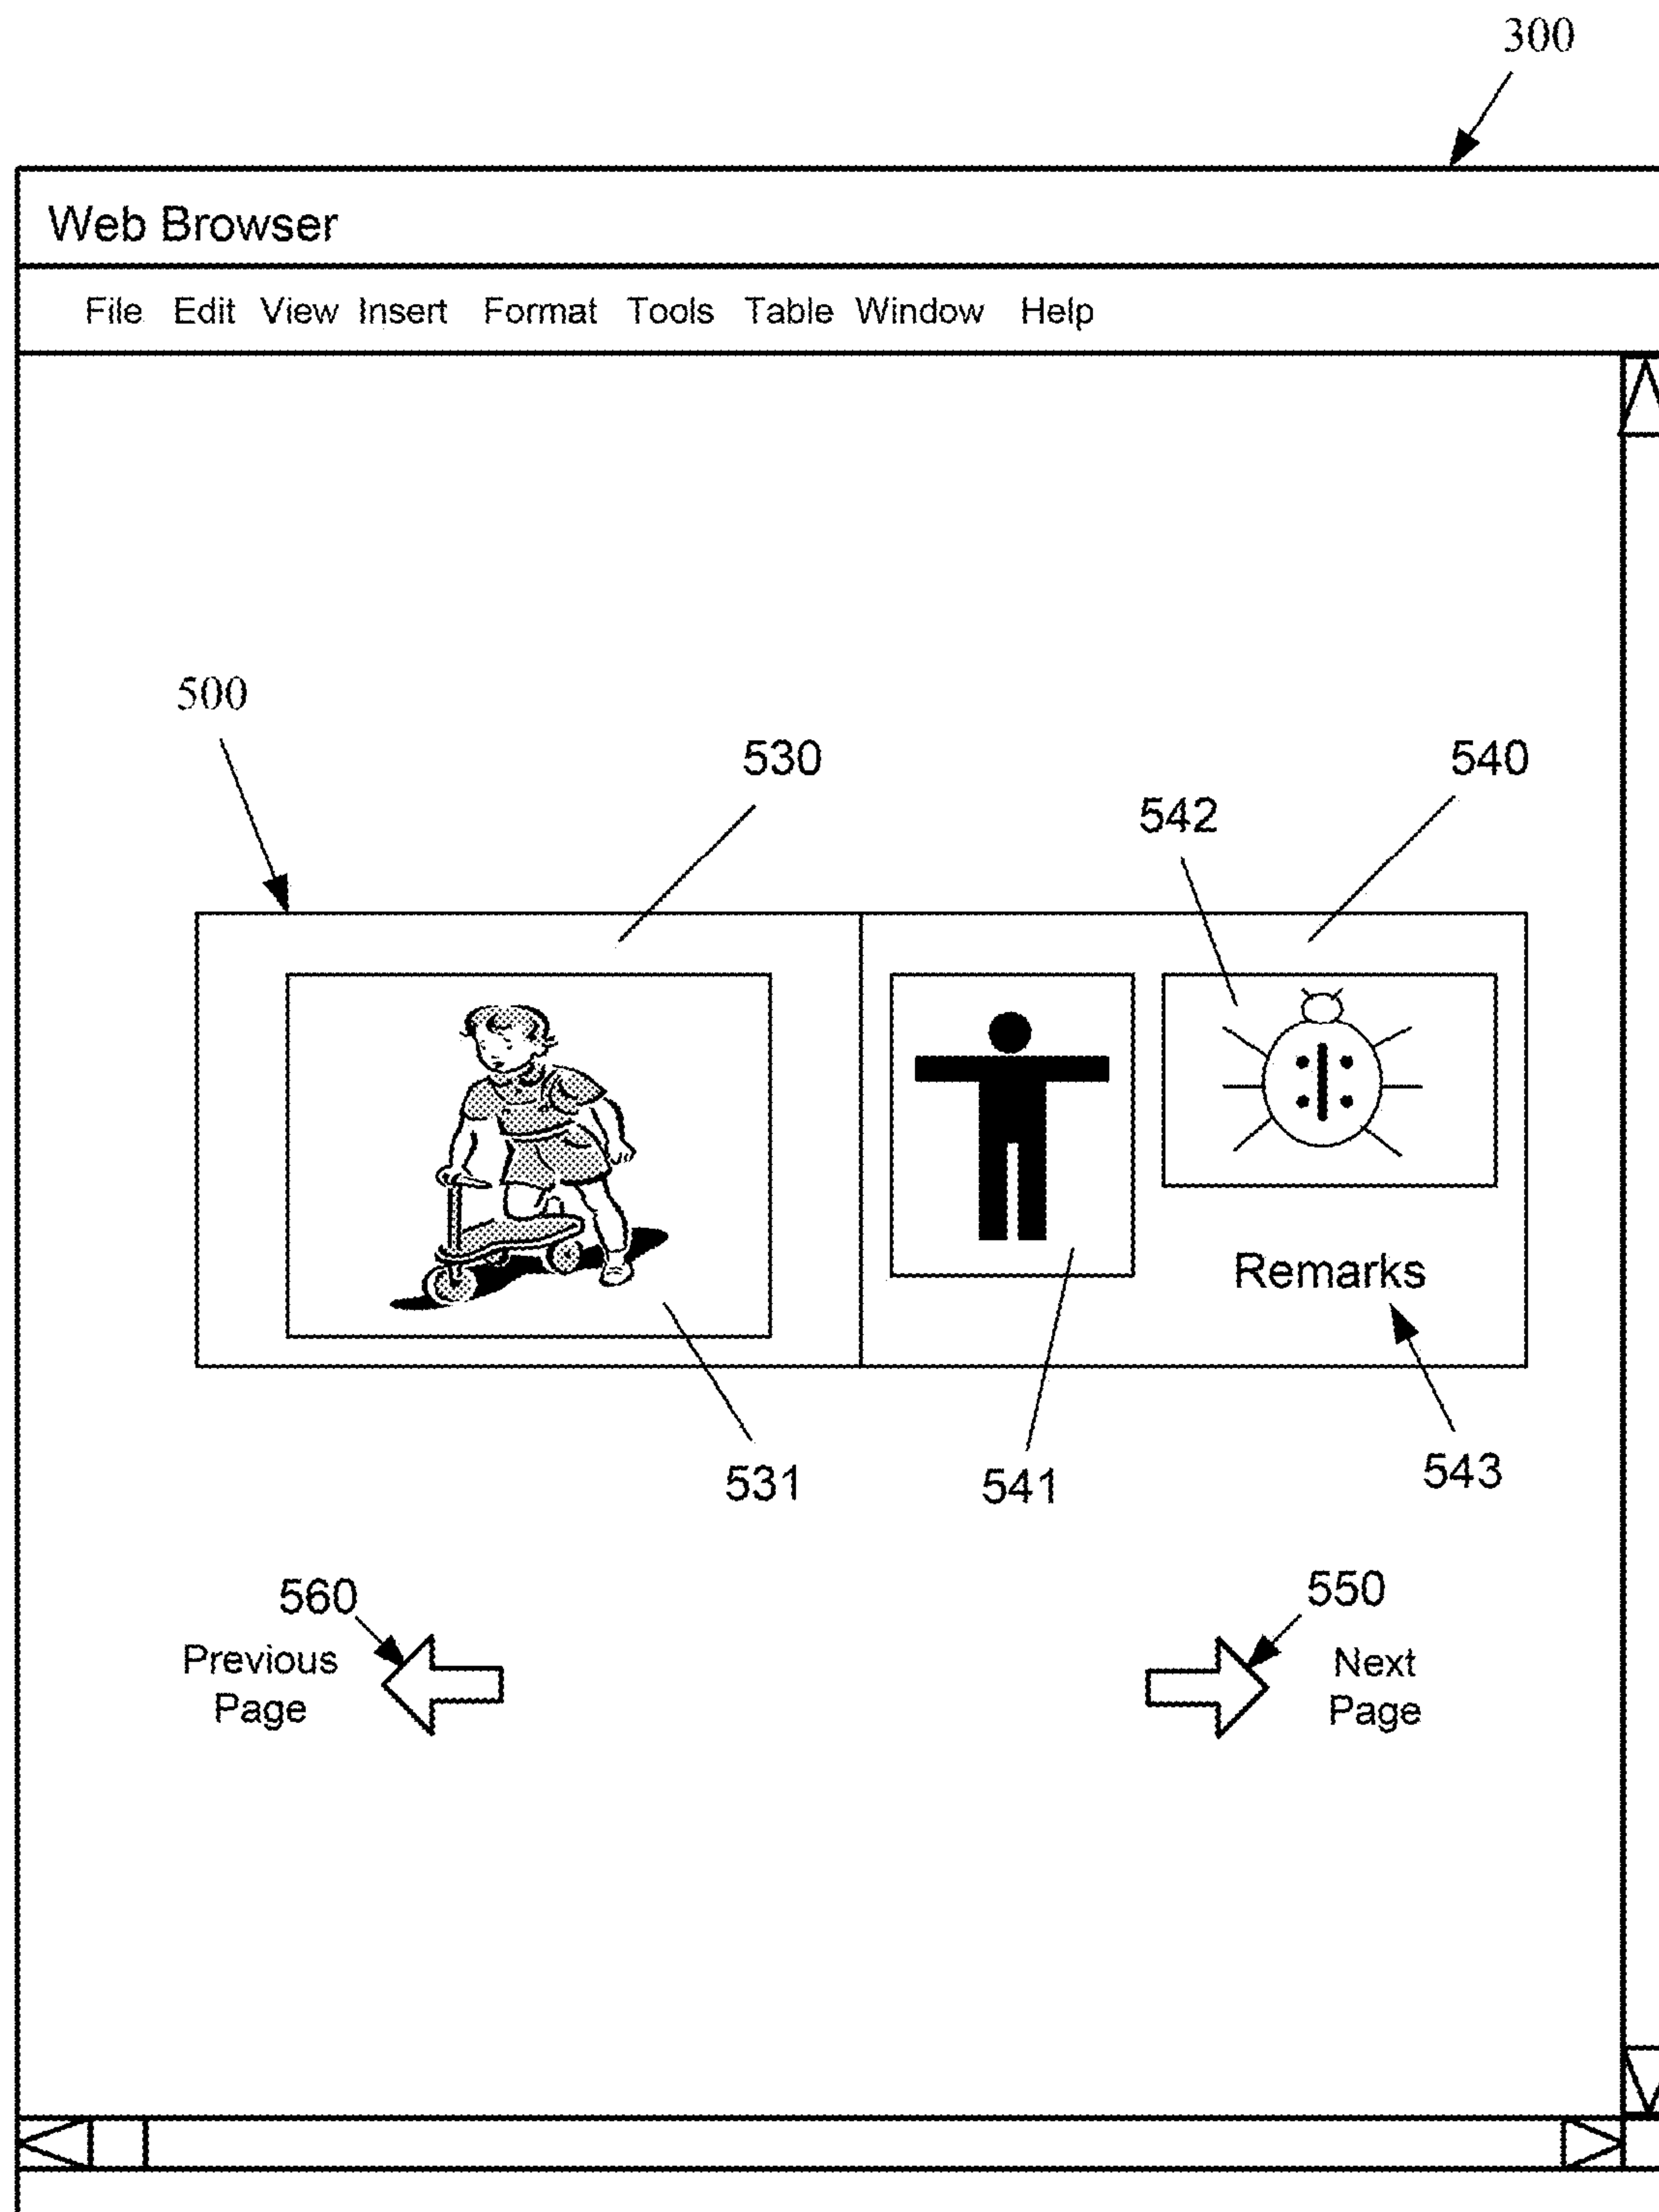 300
Web Browser
File Edit View Insert Format Tools Table Window Help
500
530
540
542
Remarks
531
541
543
560
550
Previous
Page
Next
Page